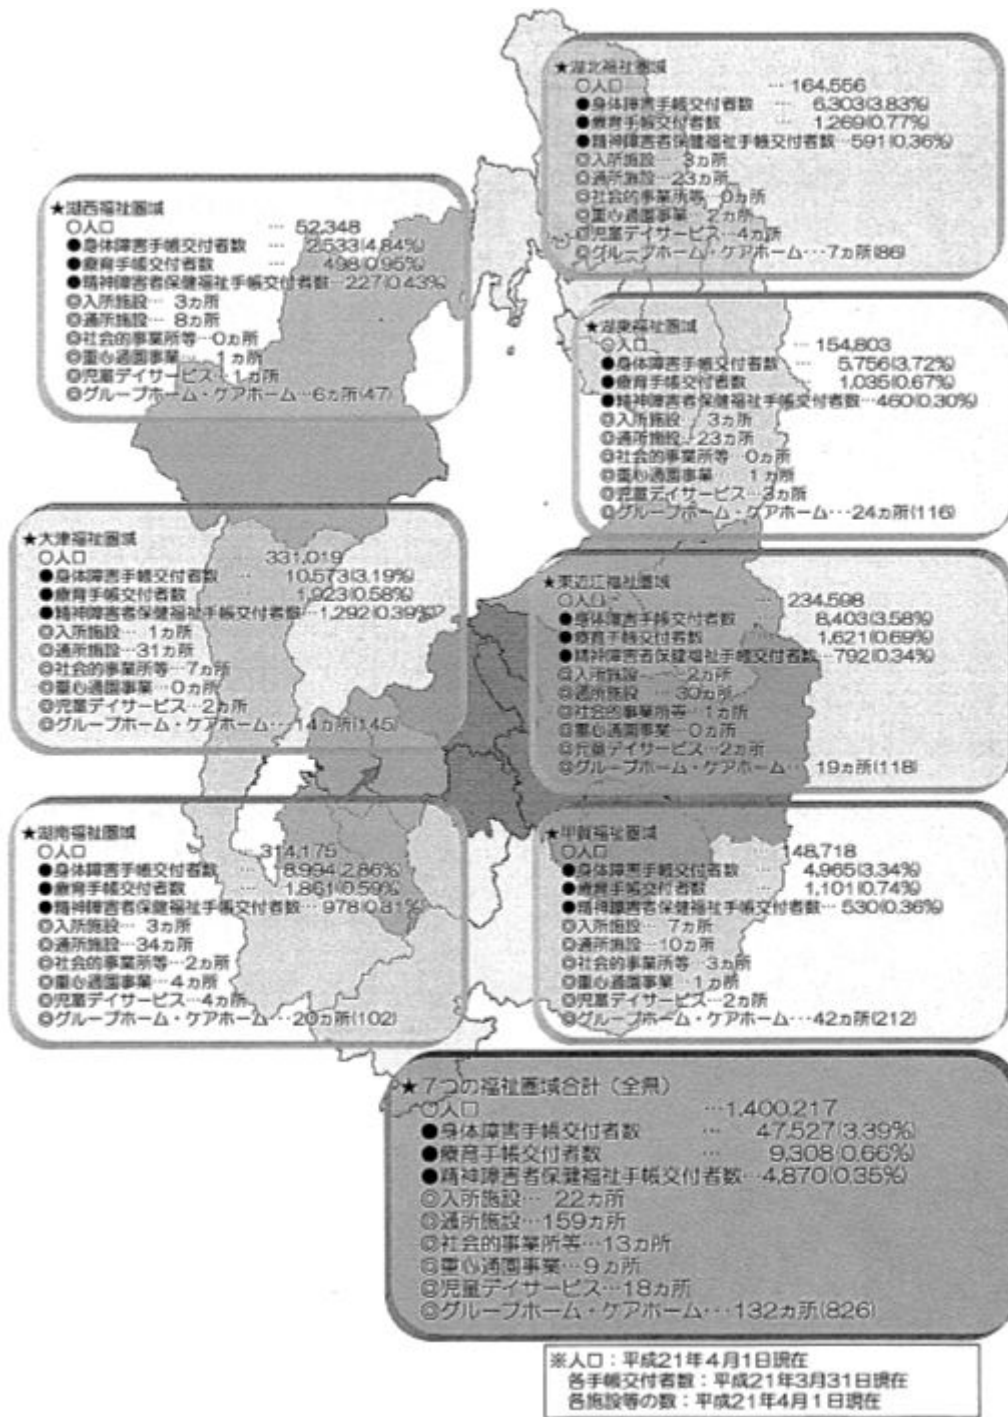 ★湖北福祉圏域
○人口 … 164,556
●身体障害手帳交付者数 … 6,303(3.83%)
●療育手帳交付者数 … 1,269(0.77%)
●精神障害者保健福祉手帳交付者数…591(0.36%)
◎入所施設… 3ヵ所
◎通所施設…23ヵ所
◎社会的事業所等…0ヵ所
◎重心通園事業… 2ヵ所
◎児童デイサービス…4ヵ所
◎グループホーム・ケアホーム…7ヵ所(86)
★湖西福祉圏域
○人口 … 52,348
●身体障害手帳交付者数 … 2,533(4.84%)
●療育手帳交付者数 … 498(0.95%)
●精神障害者保健福祉手帳交付者数…227(0.43%)
◎入所施設… 3ヵ所
◎通所施設… 8ヵ所
◎社会的事業所等…0ヵ所
◎重心通園事業… 1ヵ所
◎児童デイサービス…1ヵ所
◎グループホーム・ケアホーム…6ヵ所(47)
★湖東福祉圏域
○人口 … 154,803
●身体障害手帳交付者数 … 5,756(3.72%)
●療育手帳交付者数 … 1,035(0.67%)
●精神障害者保健福祉手帳交付者数…460(0.30%)
◎入所施設… 3ヵ所
◎通所施設…23ヵ所
◎社会的事業所等…0ヵ所
◎重心通園事業… 1ヵ所
◎児童デイサービス…3ヵ所
◎グループホーム・ケアホーム…24ヵ所(116)
★大津福祉圏域
○人口 … 331,019
●身体障害手帳交付者数 … 10,573(3.19%)
●療育手帳交付者数 … 1,923(0.58%)
●精神障害者保健福祉手帳交付者数…1,292(0.39%)
◎入所施設… 1ヵ所
◎通所施設…31ヵ所
◎社会的事業所等…7ヵ所
◎重心通園事業…0ヵ所
◎児童デイサービス…2ヵ所
◎グループホーム・ケアホーム…14ヵ所(145)
★東近江福祉圏域
○人口 … 234,598
●身体障害手帳交付者数 … 8,403(3.58%)
●療育手帳交付者数 … 1,621(0.69%)
●精神障害者保健福祉手帳交付者数…792(0.34%)
◎入所施設… 2ヵ所
◎通所施設…30ヵ所
◎社会的事業所等…1ヵ所
◎重心通園事業…0ヵ所
◎児童デイサービス…2ヵ所
◎グループホーム・ケアホーム…19ヵ所(118)
★湖南福祉圏域
○人口 … 314,175
●身体障害手帳交付者数 … 8,994(2.86%)
●療育手帳交付者数 … 1,861(0.59%)
●精神障害者保健福祉手帳交付者数…978(0.31%)
◎入所施設… 3ヵ所
◎通所施設…34ヵ所
◎社会的事業所等…2ヵ所
◎重心通園事業…4ヵ所
◎児童デイサービス…4ヵ所
◎グループホーム・ケアホーム…20ヵ所(102)
★甲賀福祉圏域
○人口 … 148,718
●身体障害手帳交付者数 … 4,965(3.34%)
●療育手帳交付者数 … 1,101(0.74%)
●精神障害者保健福祉手帳交付者数…530(0.36%)
◎入所施設… 7ヵ所
◎通所施設…10ヵ所
◎社会的事業所等…3ヵ所
◎重心通園事業…1ヵ所
◎児童デイサービス…2ヵ所
◎グループホーム・ケアホーム…42ヵ所(212)
★7つの福祉圏域合計（全県）
○人口 …1,400,217
●身体障害手帳交付者数 … 47,527(3.39%)
●療育手帳交付者数 … 9,308(0.66%)
●精神障害者保健福祉手帳交付者数…4,870(0.35%)
◎入所施設… 22ヵ所
◎通所施設…159ヵ所
◎社会的事業所等…13ヵ所
◎重心通園事業…9ヵ所
◎児童デイサービス…18ヵ所
◎グループホーム・ケアホーム…132ヵ所(826)
※人口：平成21年4月1日現在
各手帳交付者数：平成21年3月31日現在
各施設等の数：平成21年4月1日現在